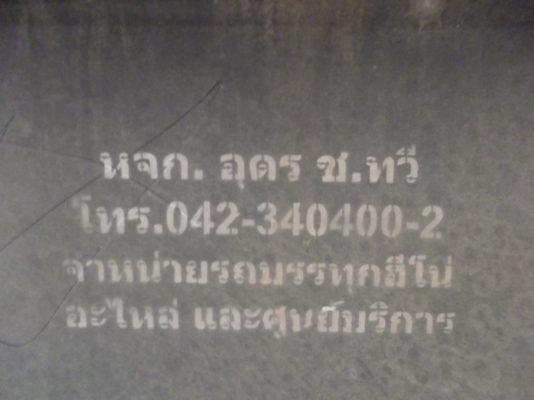 หจก. อุดร ช.ทวี
โทร.042-340400-2
จำหน่ายรถบรรทุกฮีโน่
อะไหล่ และศูนย์บริการ